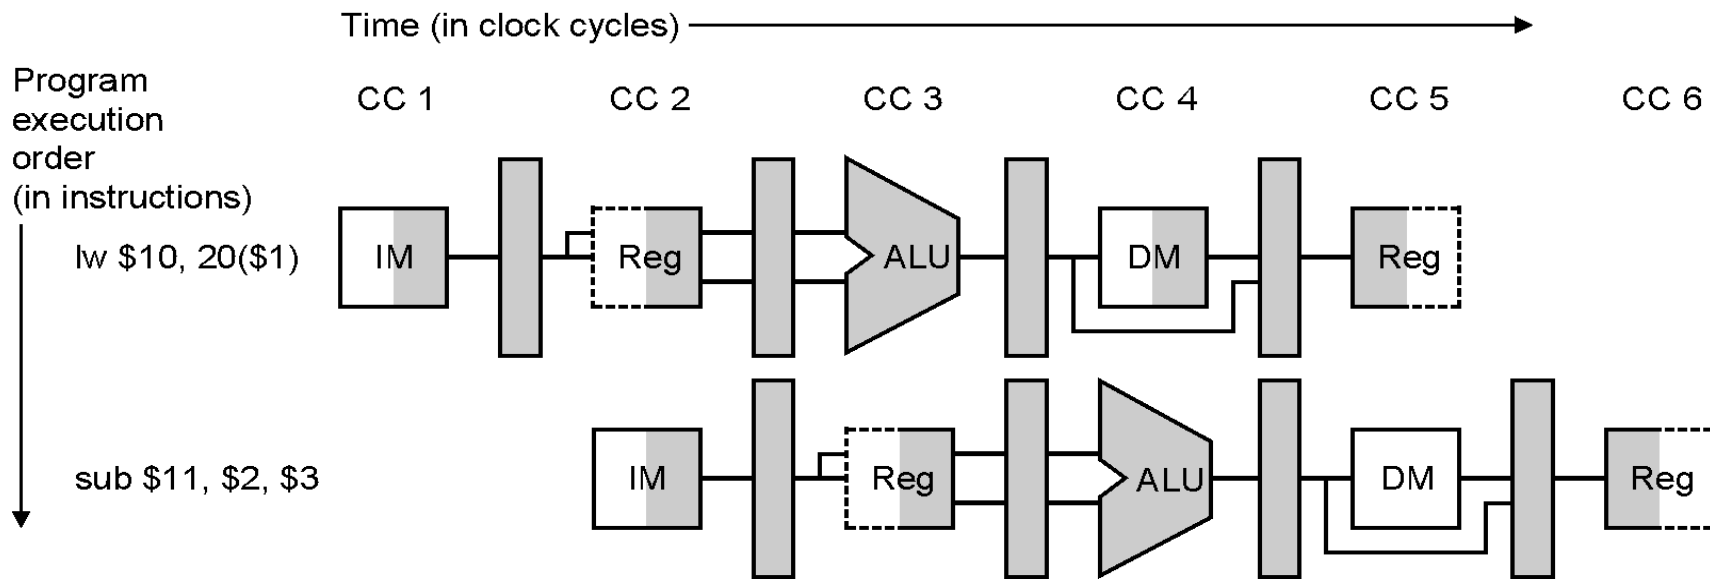 Time (in clock cycles)
Program
execution
order
(in instructions)
CC 1 CC 2 CC 3 CC 4 CC 5 CC 6
lw $10, 20($1) IM Reg ALU DM Reg
sub $11, $2, $3 IM Reg ALU DM Reg